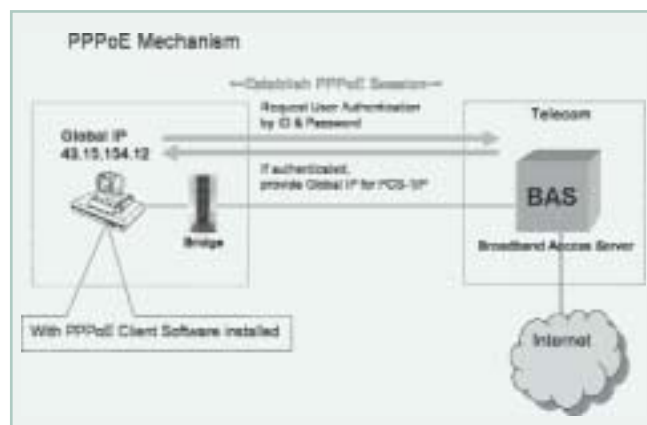 PPPoE Mechanism
Establish PPPoE Session
Request User Authentication
by ID & Password
Telecom
Global IP
43.15.154.12
If authenticated,
provide Global IP for
BAS
Bridge
Broadband Access Server
With PPPoE Client Software installed
Internet